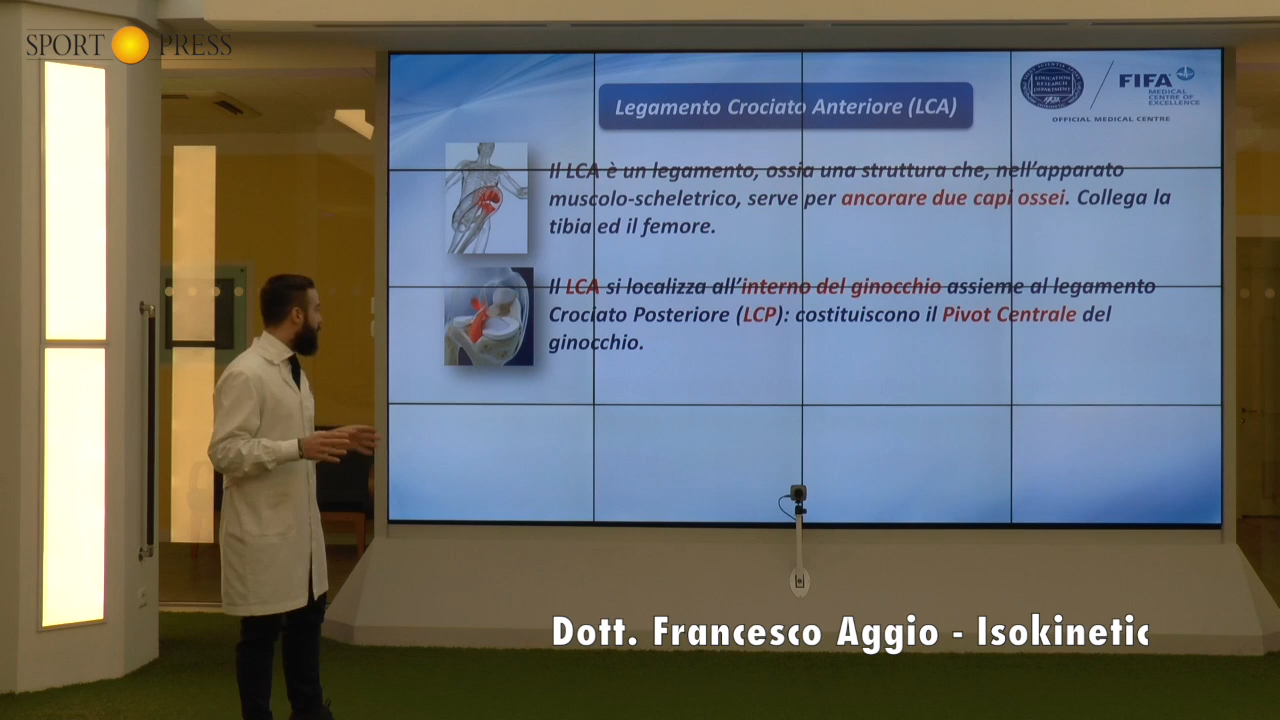 SPORT PRESS
Legamento Crociato Anteriore (LCA)
EDUCATION
RESEARCH
DEPARTMENT
FIFA
MEDICAL
CENTRE OF
EXCELLENCE
OFFICIAL MEDICAL CENTRE
Il LCA è un legamento, ossia una struttura che, nell'apparato
muscolo-scheletrico, serve per ancorare due capi ossei. Collega la
tibia ed il femore.
Il LCA si localizza all'interno del ginocchio assieme al legamento
Crociato Posteriore (LCP): costituiscono il Pivot Centrale del
ginocchio.
Dott. Francesco Aggio - Isokinetic